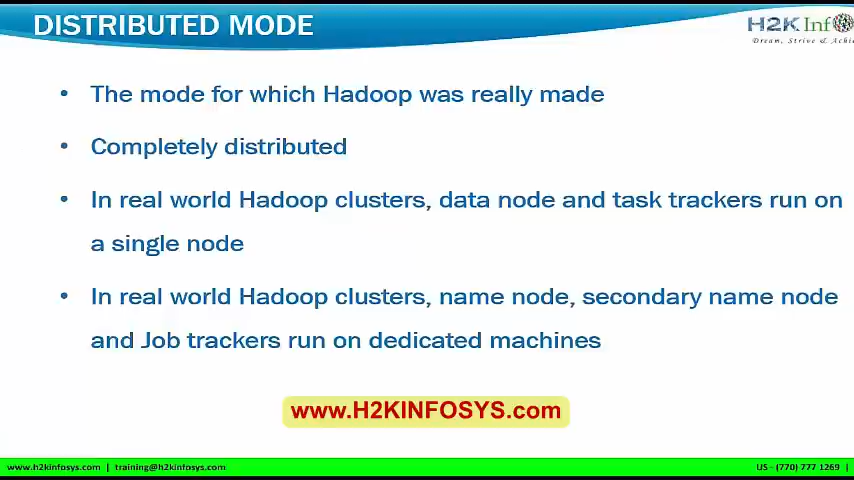 DISTRIBUTED MODE
H2K Inf
Dream, Strive & Achi
• The mode for which Hadoop was really made
• Completely distributed
• In real world Hadoop clusters, data node and task trackers run on
a single node
• In real world Hadoop clusters, name node, secondary name node
and Job trackers run on dedicated machines
www.H2KINFOSYS.com
www.h2kinfosys.com | training@h2kinfosys.com
US - (770) 777 1269 |